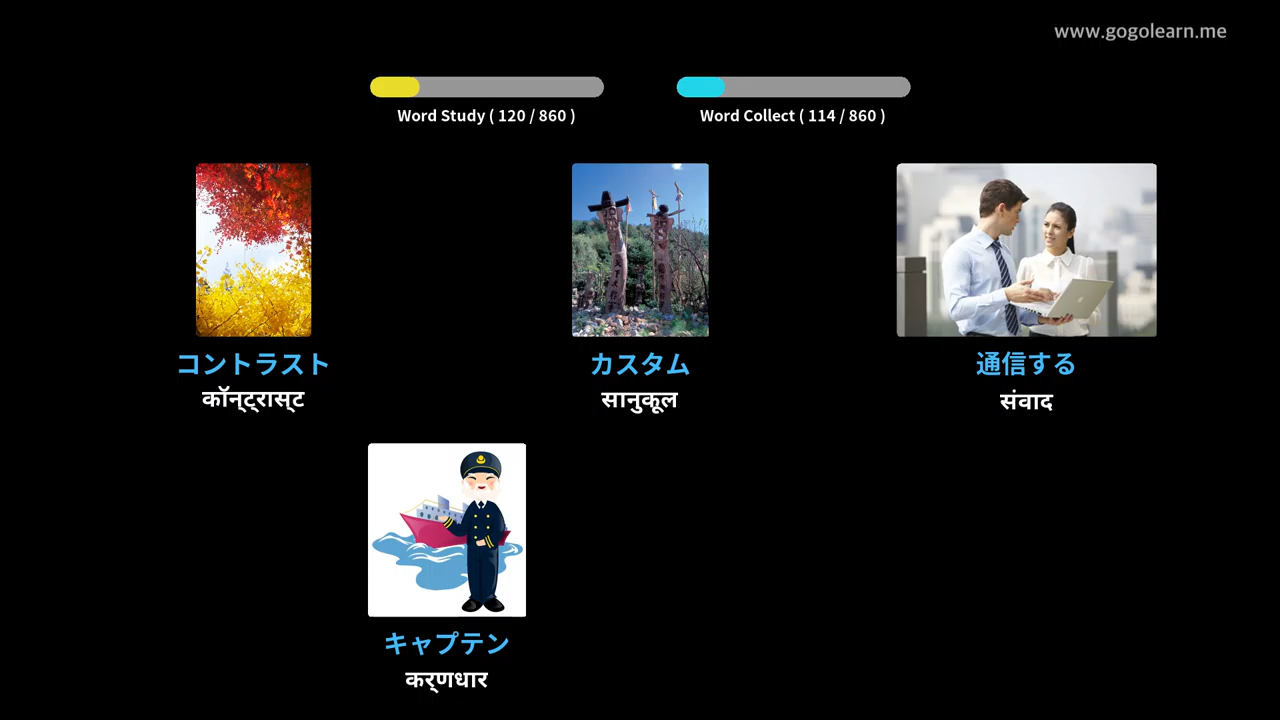 www.gogolearn.me
Word Study ( 120 / 860 )
Word Collect ( 114 / 860 )
コントラスト
カスタム
通信する
कॉन्ट्रास्ट
सानुकूल
संवाद
キャプテン
कर्णधार